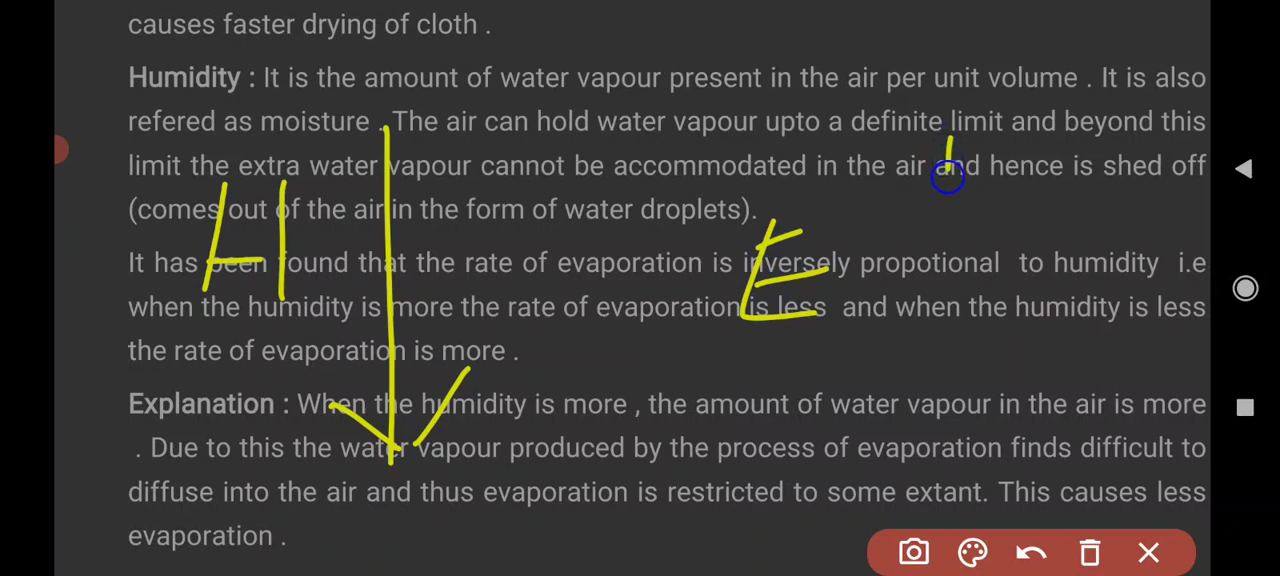 causes faster drying of cloth .
Humidity : It is the amount of water vapour present in the air per unit volume . It is also
refered as moisture . The air can hold water vapour upto a definite limit and beyond this
limit the extra water vapour cannot be accommodated in the air and hence is shed off
(comes out of the air in the form of water droplets).
H
E
It has been found that the rate of evaporation is inversely propotional to humidity i.e
when the humidity is more the rate of evaporation is less and when the humidity is less
the rate of evaporation is more .
Explanation : When the humidity is more , the amount of water vapour in the air is more
. Due to this the water vapour produced by the process of evaporation finds difficult to
diffuse into the air and thus evaporation is restricted to some extant. This causes less
evaporation .